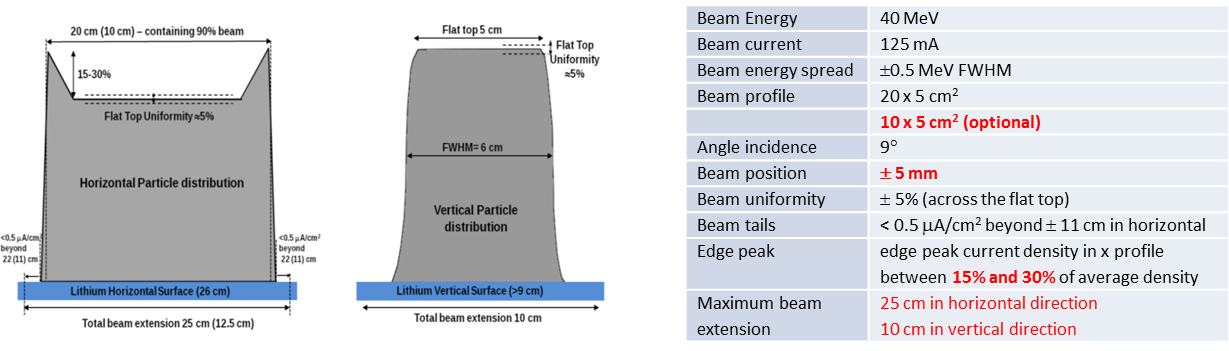 20 cm (10 cm) – containing 90% beam
15-30%
Flat Top Uniformity ≈5%
Horizontal Particle distribution
<0.5 μA/cm²
beyond
22 (11) cm
<0.5 μA/cm²
beyond
22 (11) cm
Lithium Horizontal Surface (26 cm)
Total beam extension 25 cm (12.5 cm)
Flat top 5 cm
Flat Top
Uniformity
≈5%
FWHM= 6 cm
Vertical Particle
distribution
Lithium Vertical Surface (>9 cm)
Total beam extension 10 cm
Beam Energy 40 MeV
Beam current 125 mA
Beam energy spread ±0.5 MeV FWHM
Beam profile 20 x 5 cm²
10 x 5 cm² (optional)
Angle incidence 9°
Beam position ± 5 mm
Beam uniformity ± 5% (across the flat top)
Beam tails < 0.5 μA/cm² beyond ± 11 cm in horizontal
Edge peak edge peak current density in x profile
between 15% and 30% of average density
Maximum beam 25 cm in horizontal direction
extension 10 cm in vertical direction